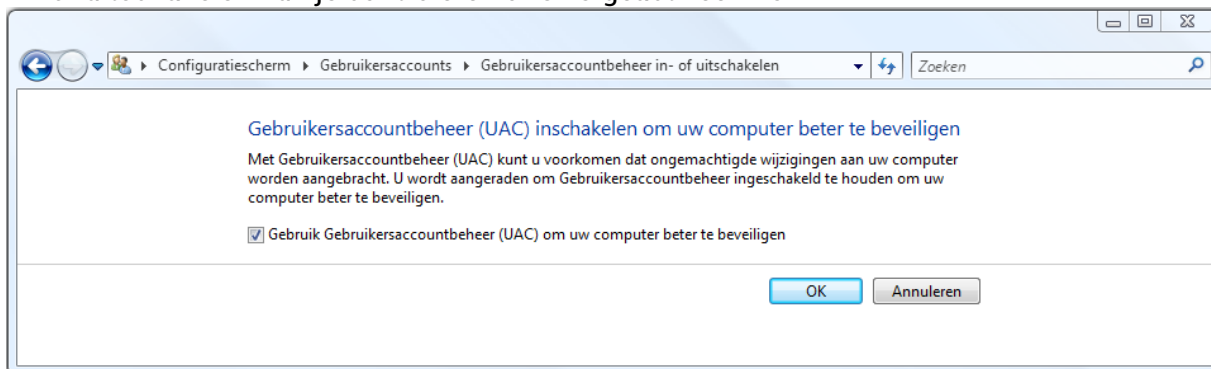 Configuratiescherm ▸ Gebruikersaccounts ▸ Gebruikersaccountbeheer in- of uitschakelen Zoeken
Gebruikersaccountbeheer (UAC) inschakelen om uw computer beter te beveiligen
Met Gebruikersaccountbeheer (UAC) kunt u voorkomen dat ongemachtigde wijzigingen aan uw computer
worden aangebracht. U wordt aangeraden om Gebruikersaccountbeheer ingeschakeld te houden om uw
computer beter te beveiligen.
Gebruik Gebruikersaccountbeheer (UAC) om uw computer beter te beveiligen
OK Annuleren